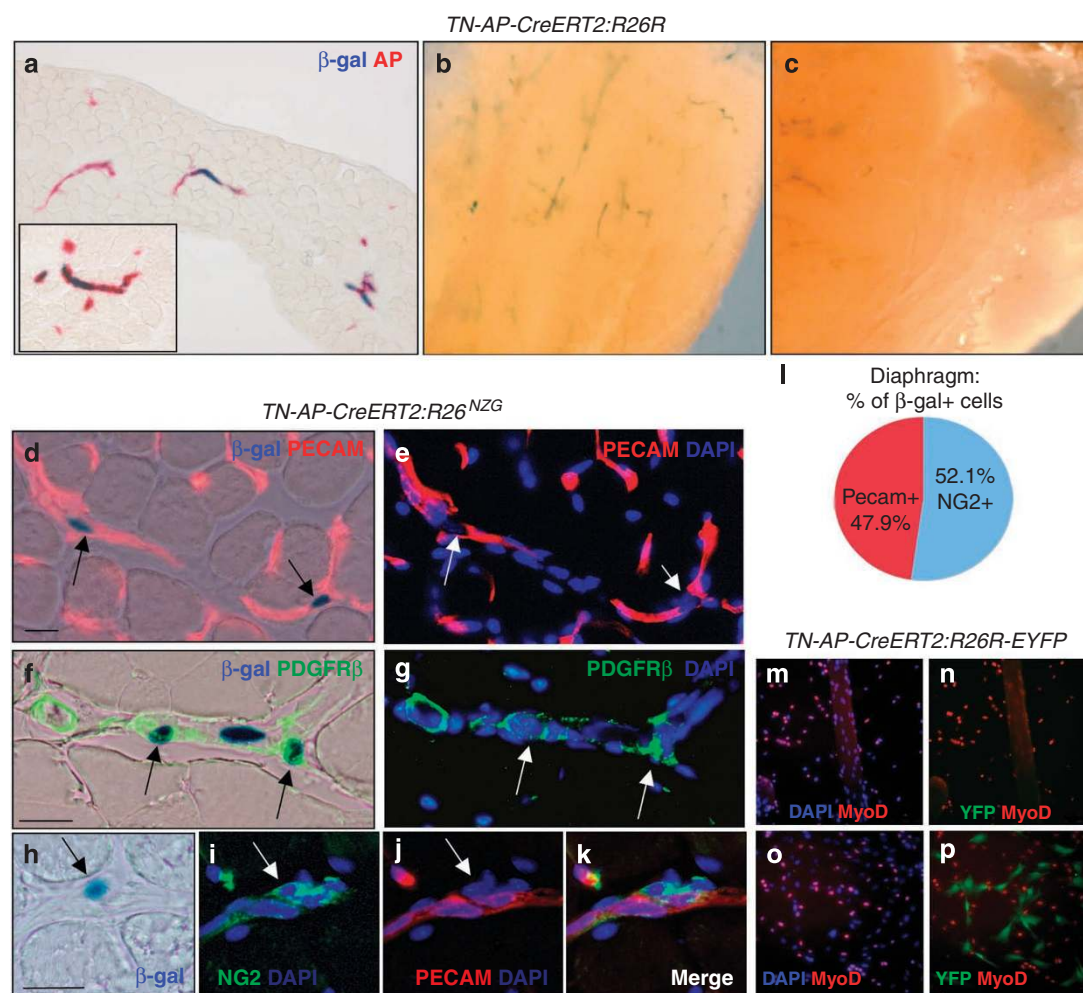 TN-AP-CreERT2:R26R
a
β-gal AP
b
c
TN-AP-CreERT2:R26^NZG
d
β-gal PECAM
e
PECAM DAPI
f
β-gal PDGFRβ
g
PDGFRβ DAPI
h
β-gal
i
NG2 DAPI
j
PECAM DAPI
k
Merge
l
Diaphragm:
% of β-gal+ cells
Pecam+
47.9%
52.1%
NG2+
TN-AP-CreERT2:R26R-EYFP
m
DAPI MyoD
n
YFP MyoD
o
DAPI MyoD
p
YFP MyoD